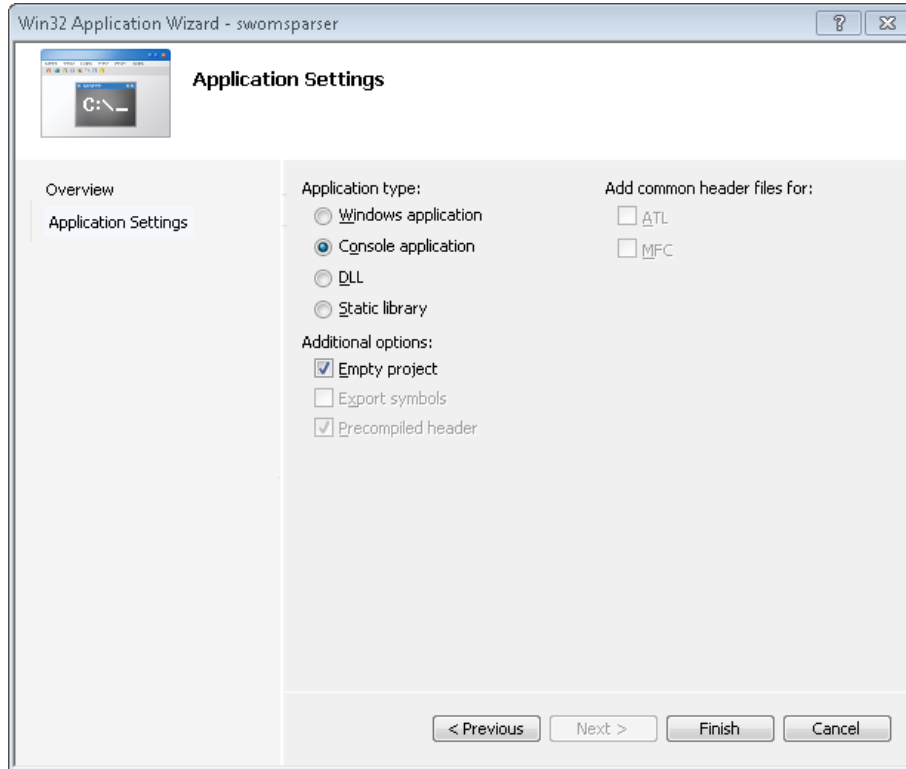 Win32 Application Wizard - swomsparser
C:\_
Application Settings
Overview
Application Settings
Application type:
Windows application
Console application
DLL
Static library
Additional options:
Empty project
Export symbols
Precompiled header
Add common header files for:
ATL
MFC
< Previous
Next >
Finish
Cancel